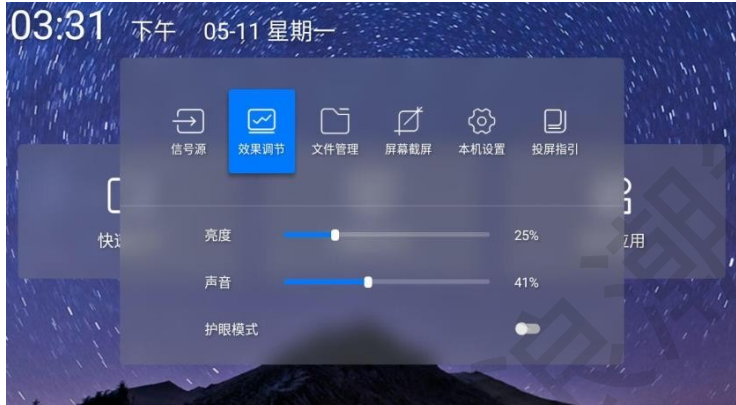 03:31 下午 05-11 星期一
信号源 效果调节 文件管理 屏幕截屏 本机设置 投屏指引
快
应用
亮度 25%
声音 41%
护眼模式
浪潮